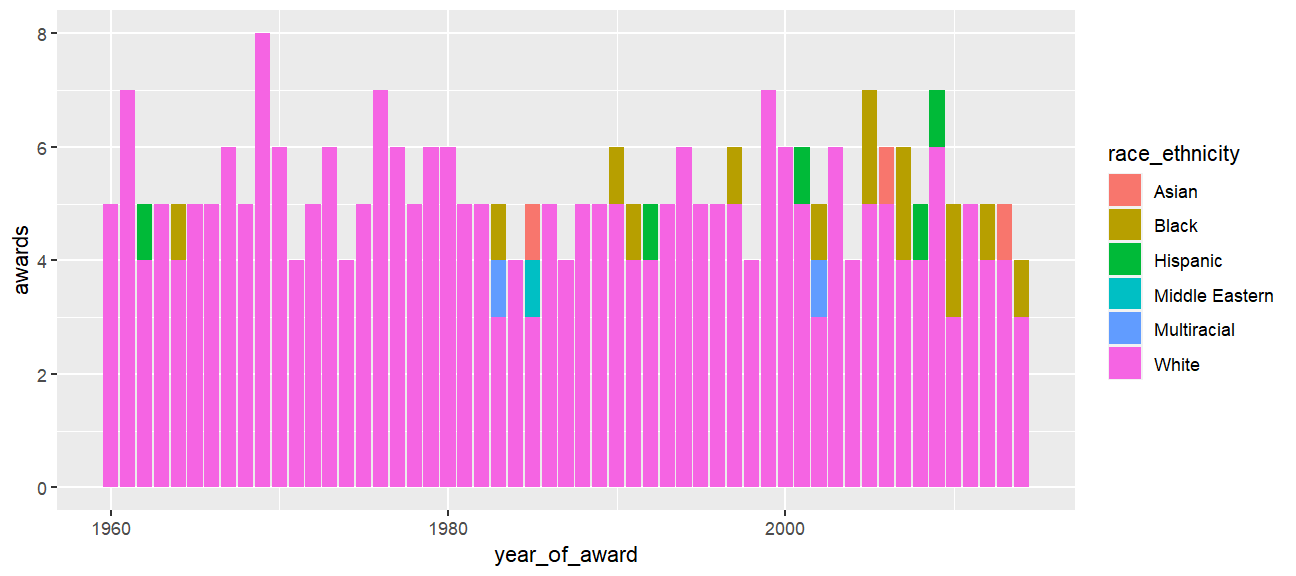 8
6
4
2
0
awards
1960 1980 2000
year_of_award
race_ethnicity
Asian
Black
Hispanic
Middle Eastern
Multiracial
White